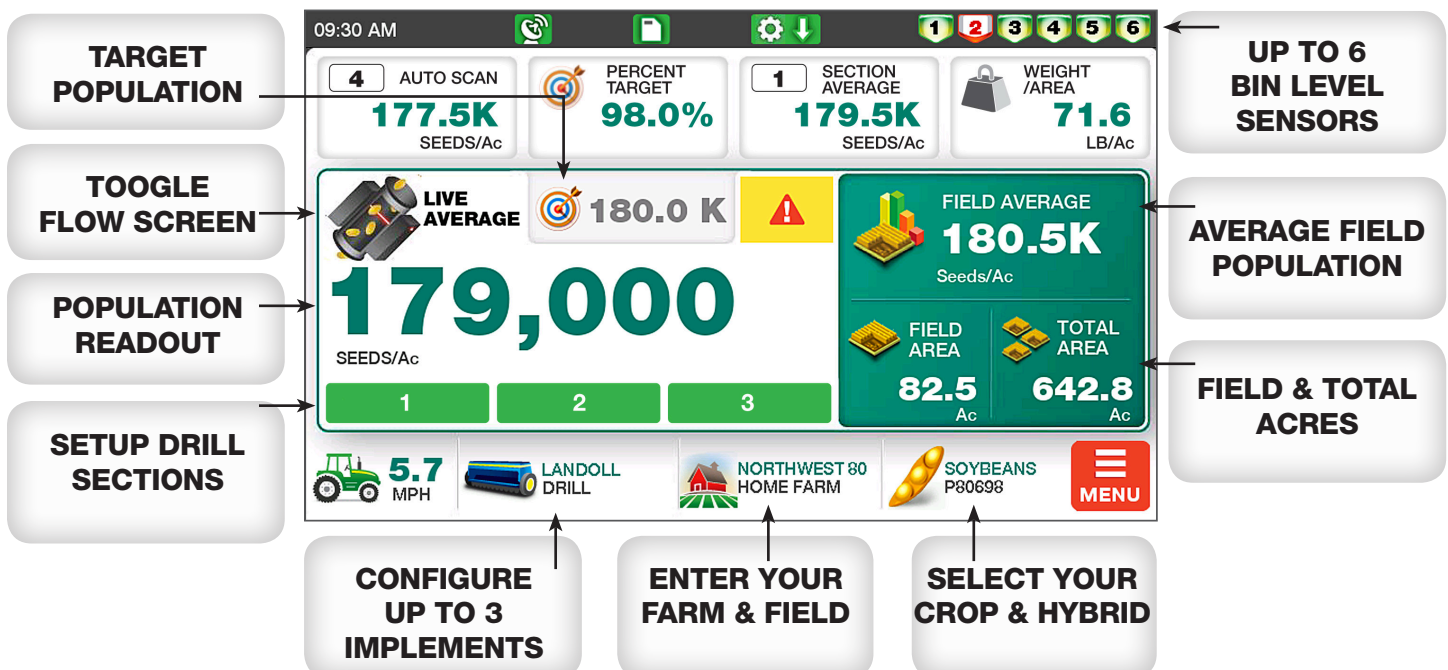 TARGET
POPULATION
TOOGLE
FLOW SCREEN
POPULATION
READOUT
SETUP DRILL
SECTIONS
09:30 AM
1 2 3 4 5 6
4 AUTO SCAN
177.5K
SEEDS/Ac
PERCENT
TARGET
98.0%
1 SECTION
AVERAGE
179.5K
SEEDS/Ac
WEIGHT
/AREA
71.6
LB/Ac
LIVE
AVERAGE
180.0 K
179,000
SEEDS/Ac
1 2 3
FIELD AVERAGE
180.5K
Seeds/Ac
FIELD
AREA
82.5
Ac
TOTAL
AREA
642.8
Ac
5.7
MPH
LANDOLL
DRILL
NORTHWEST 80
HOME FARM
SOYBEANS
P80698
MENU
UP TO 6
BIN LEVEL
SENSORS
AVERAGE FIELD
POPULATION
FIELD & TOTAL
ACRES
CONFIGURE
UP TO 3
IMPLEMENTS
ENTER YOUR
FARM & FIELD
SELECT YOUR
CROP & HYBRID